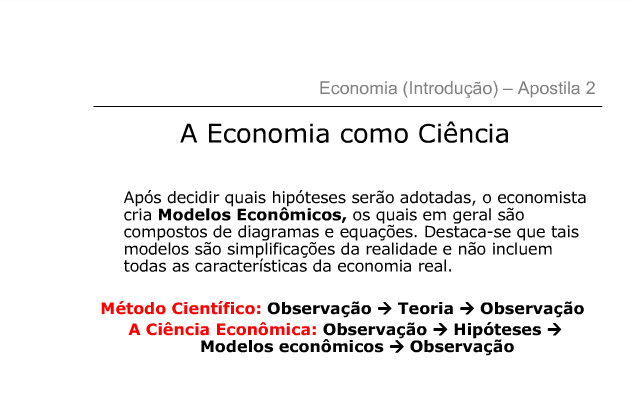 Economia (Introdução) – Apostila 2
A Economia como Ciência
Após decidir quais hipóteses serão adotadas, o economista
cria Modelos Econômicos, os quais em geral são
compostos de diagramas e equações. Destaca-se que tais
modelos são simplificações da realidade e não incluem
todas as características da economia real.
Método Científico: Observação → Teoria → Observação
A Ciência Econômica: Observação → Hipóteses →
Modelos econômicos → Observação